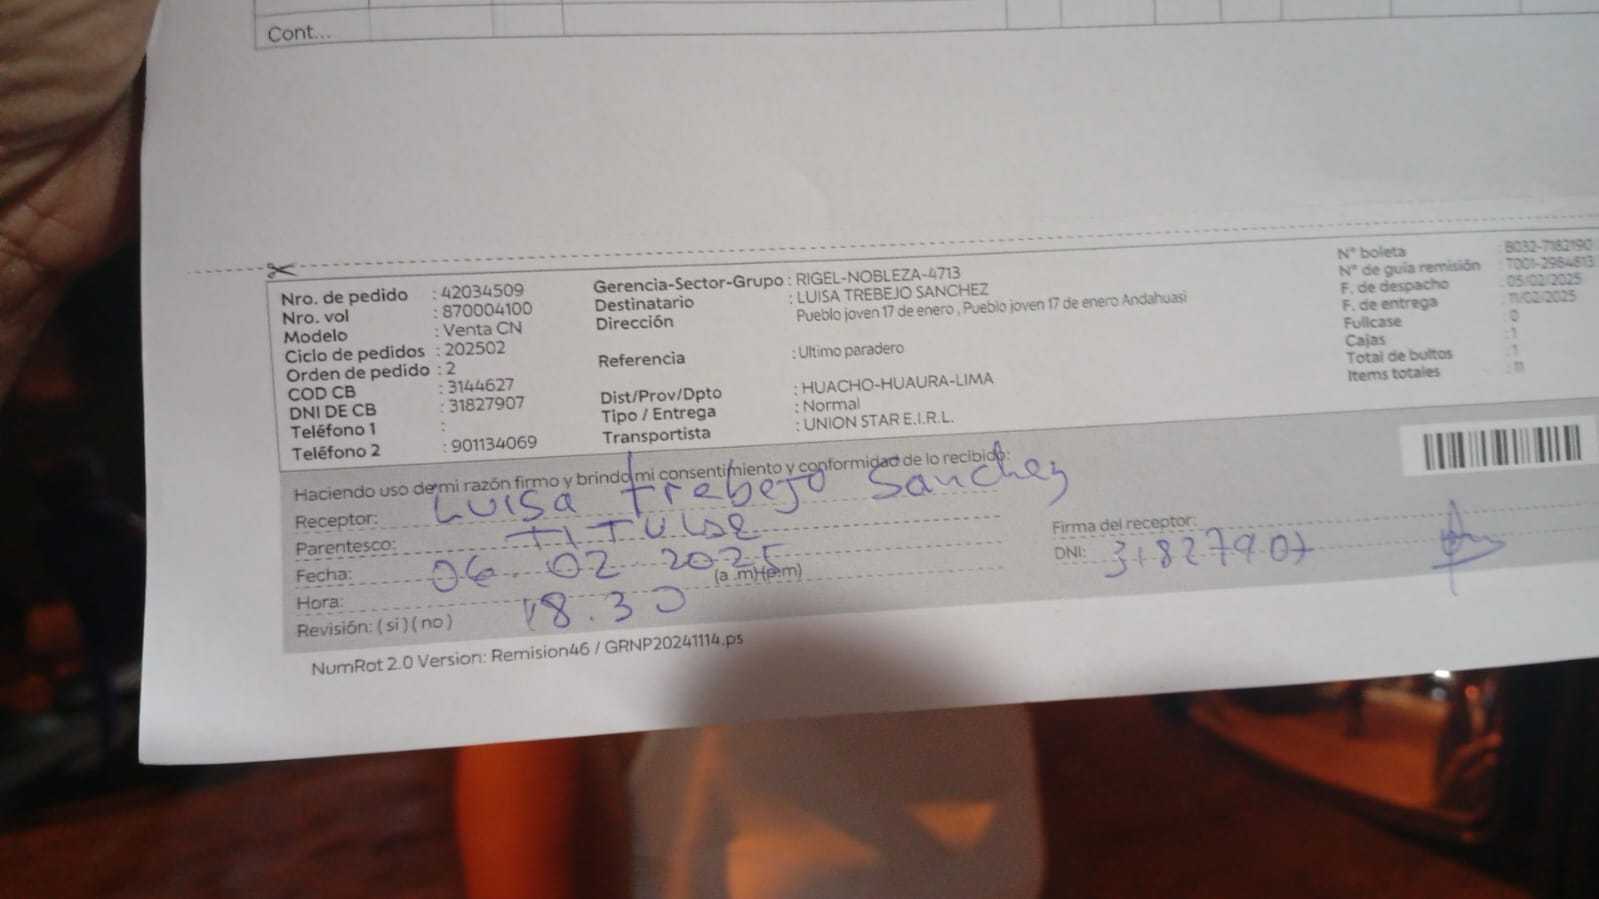 Cont...
Nro. de pedido : 42034509
Nro. vol : 870004100
Modelo : Venta CN
Ciclo de pedidos : 202502
Orden de pedido : 2
COD CB : 3144627
DNI DE CB : 31827907
Teléfono 1 :
Teléfono 2 : 901134069
Gerencia-Sector-Grupo : RIGEL-NOBLEZA-4713
Destinatario : LUISA TREBEJO SANCHEZ
Dirección Pueblo joven 17 de enero , Pueblo joven 17 de enero Andahuasi
Referencia : Ultimo paradero
Dist/Prov/Dpto : HUACHO-HUAURA-LIMA
Tipo / Entrega : Normal
Transportista : UNION STAR E.I.R.L.
N° boleta : B032-7182190
N° de guía remisión : T001-2984813
F. de despacho : 05/02/2025
F. de entrega : 11/02/2025
Fullcase : 0
Cajas : 1
Total de bultos : 1
Items totales : 11
Haciendo uso de mi razón firmo y brindo mi consentimiento y conformidad de lo recibido:
Receptor: Luisa trebejo Sanchez
Parentesco: TITULAR
Fecha: 06.02 2025
Hora: 18.30 (a .m)(p.m)
Revisión: ( si ) ( no )
Firma del receptor:
DNI: 31827907
NumRot 2.0 Version: Remision46 / GRNP20241114.ps